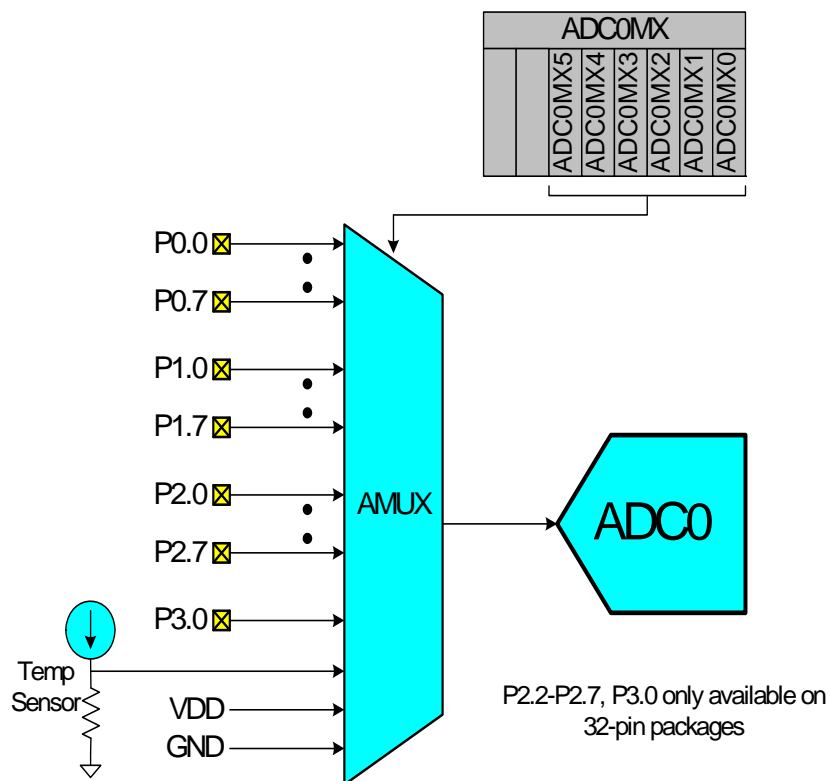 ADC0MX
ADC0MX5
ADC0MX4
ADC0MX3
ADC0MX2
ADC0MX1
ADC0MX0
P0.0
P0.7
P1.0
P1.7
P2.0
P2.7
P3.0
Temp
Sensor
VDD
GND
AMUX
ADC0
P2.2-P2.7, P3.0 only available on
32-pin packages